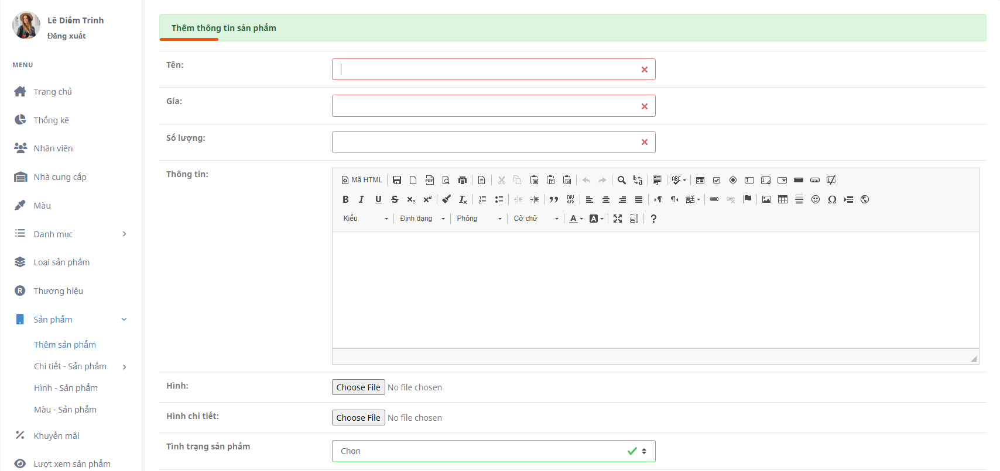 Lê Diễm Trinh
Đăng xuất
MENU
Trang chủ
Thống kê
Nhân viên
Nhà cung cấp
Màu
Danh mục
Loại sản phẩm
Thương hiệu
Sản phẩm
Thêm sản phẩm
Chi tiết - Sản phẩm
Hình - Sản phẩm
Màu - Sản phẩm
Khuyến mãi
Lượt xem sản phẩm
Thêm thông tin sản phẩm
Tên:
Gía:
Số lượng:
Thông tin:
Mã HTML
Kiểu Định dạng Phông Cỡ chữ
Hình:
Choose File No file chosen
Hình chi tiết:
Choose File No file chosen
Tình trạng sản phẩm
Chọn